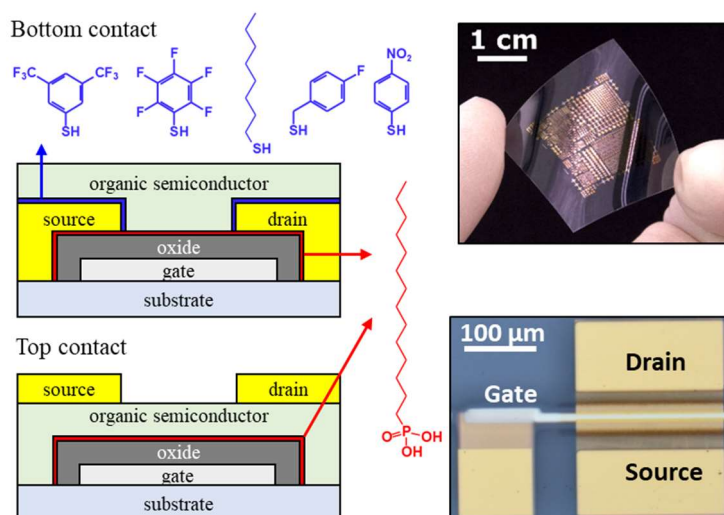 Bottom contact
F₃C
CF₃
SH
F
F
F
F
F
SH
SH
F
SH
NO₂
SH
organic semiconductor
source
drain
oxide
gate
substrate
Top contact
source
drain
organic semiconductor
oxide
gate
substrate
O
P
OH
OH
1 cm
100 µm
Drain
Gate
Source